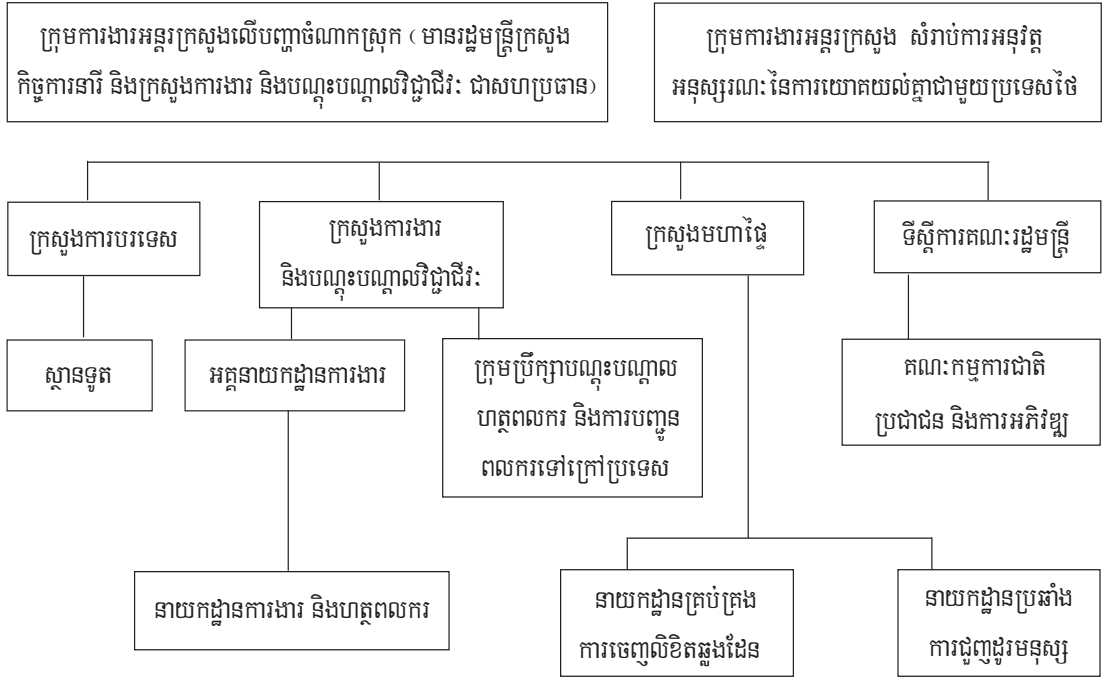 ក្រុមការងារអន្តរក្រសួងលើបញ្ហាចំណាកស្រុក ( មានរដ្ឋមន្ត្រីក្រសួង
កិច្ចការនារី និងក្រសួងការងារ និងបណ្តុះបណ្តាលវិជ្ជាជីវៈ ជាសហប្រធាន)
ក្រុមការងារអន្តរក្រសួង សំរាប់ការអនុវត្ត
អនុស្សរណៈនៃការយោគយល់គ្នាជាមួយប្រទេសថៃ
ក្រសួងការបរទេស
ក្រសួងការងារ
និងបណ្តុះបណ្តាលវិជ្ជាជីវៈ
ក្រសួងមហាផ្ទៃ
ទីស្តីការគណៈរដ្ឋមន្ត្រី
ស្ថានទូត
អគ្គនាយកដ្ឋានការងារ
ក្រុមប្រឹក្សាបណ្តុះបណ្តាល
ហត្ថពលករ និងការបញ្ជូន
ពលករទៅក្រៅប្រទេស
គណៈកម្មការជាតិ
ប្រជាជន និងការអភិវឌ្ឍ
នាយកដ្ឋានការងារ និងហត្ថពលករ
នាយកដ្ឋានគ្រប់គ្រង
ការចេញលិខិតឆ្លងដែន
នាយកដ្ឋានប្រឆាំង
ការជួញដូរមនុស្ស